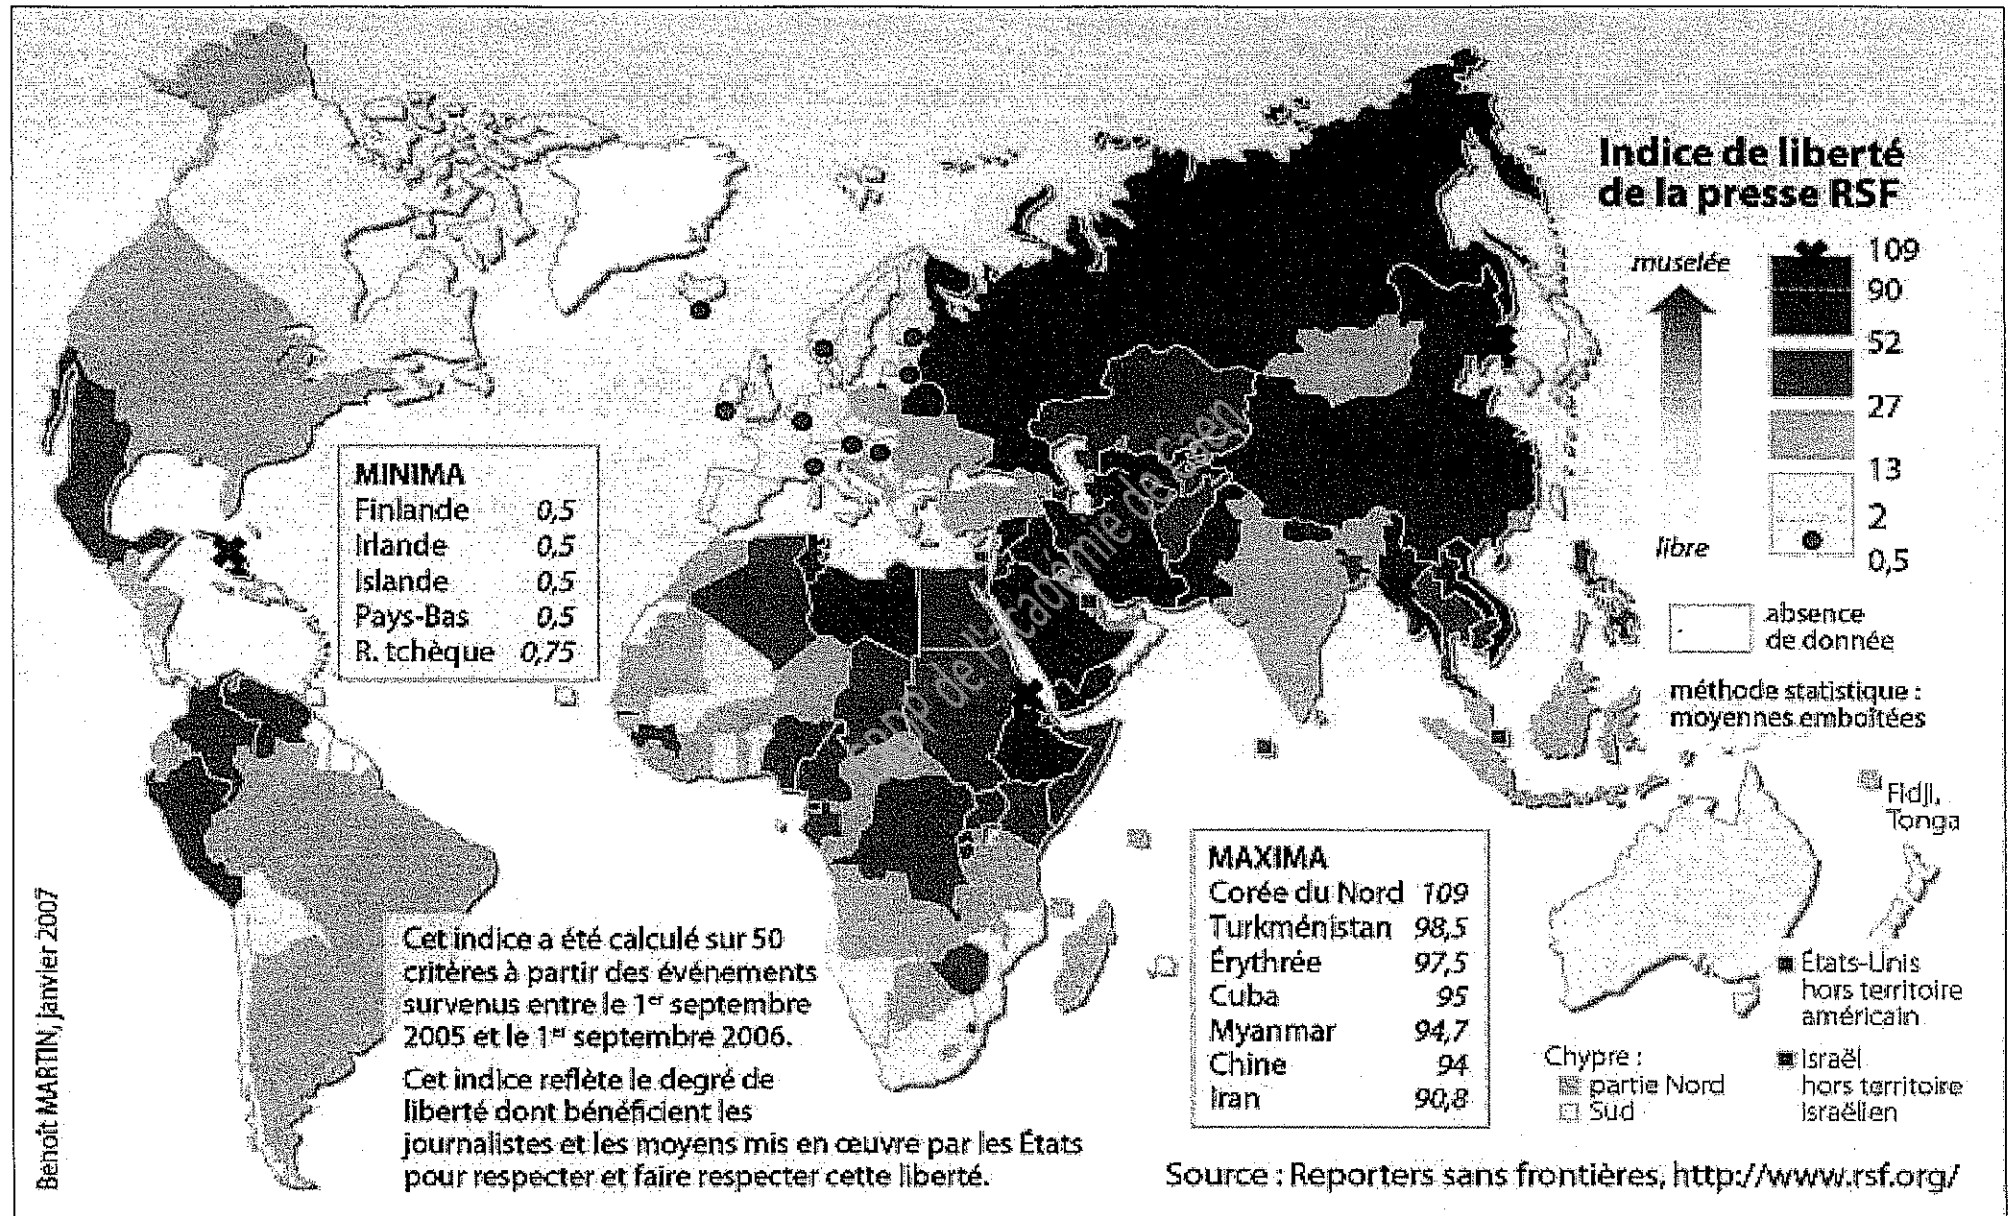 Indice de liberté
de la presse RSF
muselée
109
90
52
27
13
2
libre
0,5
absence
de donnée
méthode statistique :
moyennes emboîtées
MINIMA
Finlande 0,5
Irlande 0,5
Islande 0,5
Pays-Bas 0,5
R. tchèque 0,75
Fidji,
Tonga
MAXIMA
Corée du Nord 109
Turkménistan 98,5
Érythrée 97,5
Cuba 95
Myanmar 94,7
Chine 94
Iran 90,8
États-Unis
hors territoire
américain
Chypre :
partie Nord
Sud
Israël
hors territoire
israélien
Cet indice a été calculé sur 50
critères à partir des événements
survenus entre le 1er septembre
2005 et le 1er septembre 2006.
Cet indice reflète le degré de
liberté dont bénéficient les
journalistes et les moyens mis en œuvre par les États
pour respecter et faire respecter cette liberté.
Source : Reporters sans frontières, http://www.rsf.org/
Benoît MARTIN, janvier 2007
de l'Académie de Caen